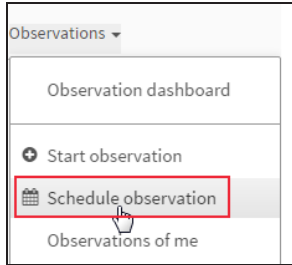 Observations
Observation dashboard
Start observation
Schedule observation
Observations of me